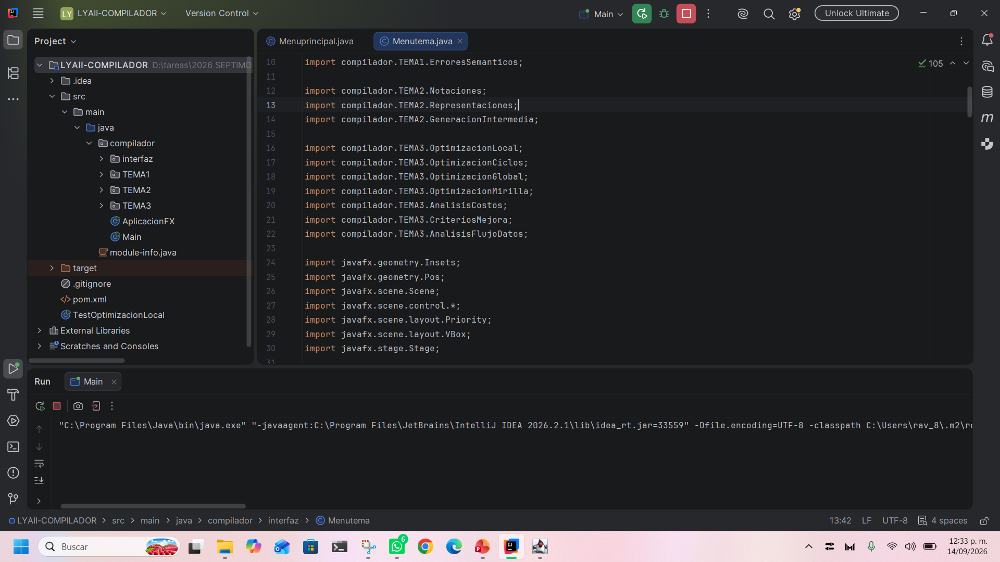 LY LYAII-COMPILADOR Version Control Main Unlock Ultimate
Project
LYAII-COMPILADOR D:\tareas\2026 SEPTIMO
.idea
src
main
java
compilador
interfaz
TEMA1
TEMA2
TEMA3
AplicacionFX
Main
module-info.java
target
.gitignore
pom.xml
TestOptimizacionLocal
External Libraries
Scratches and Consoles
Menuprincipal.java Menutema.java
105
10 import compilador.TEMA1.ErroresSemanticos;
11
12 import compilador.TEMA2.Notaciones;
13 import compilador.TEMA2.Representaciones;
14 import compilador.TEMA2.GeneracionIntermedia;
15
16 import compilador.TEMA3.OptimizacionLocal;
17 import compilador.TEMA3.OptimizacionCiclos;
18 import compilador.TEMA3.OptimizacionGlobal;
19 import compilador.TEMA3.OptimizacionMirilla;
20 import compilador.TEMA3.AnalisisCostos;
21 import compilador.TEMA3.CriteriosMejora;
22 import compilador.TEMA3.AnalisisFlujoDatos;
23
24 import javafx.geometry.Insets;
25 import javafx.geometry.Pos;
26 import javafx.scene.Scene;
27 import javafx.scene.control.*;
28 import javafx.scene.layout.Priority;
29 import javafx.scene.layout.VBox;
30 import javafx.stage.Stage;
31
Run Main
"C:\Program Files\Java\bin\java.exe" "-javaagent:C:\Program Files\JetBrains\IntelliJ IDEA 2026.2.1\lib\idea_rt.jar=33559" -Dfile.encoding=UTF-8 -classpath C:\Users\rav_8\.m2\re
LYAII-COMPILADOR > src > main > java > compilador > interfaz > Menutema 13:42 LF UTF-8 4 spaces
Buscar
6
12:33 p. m.
14/09/2026